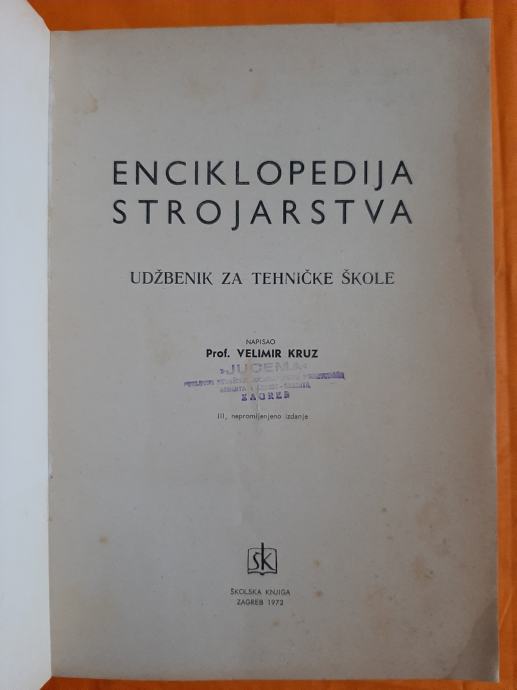 ENCIKLOPEDIJA
STROJARSTVA
UDŽBENIK ZA TEHNIČKE ŠKOLE
NAPISAO
Prof. VELIMIR KRUZ
JUCEMA
ZAGREB
III, nepromijenjeno izdanje
šk
ŠKOLSKA KNJIGA
ZAGREB 1972